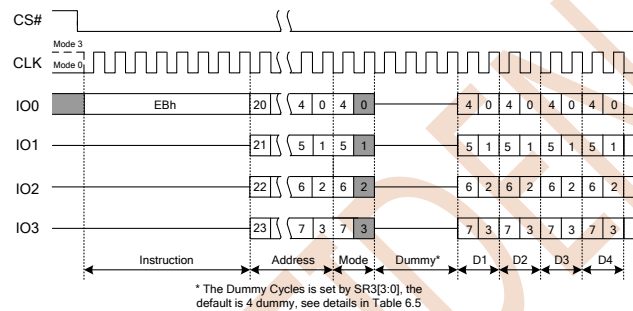 CS#
Mode 3
CLK Mode 0
IO0 EBh 20 4 0 4 0 4 0 4 0 4 0 4 0
IO1 21 5 1 5 1 5 1 5 1 5 1 5 1
IO2 22 6 2 6 2 6 2 6 2 6 2 6 2
IO3 23 7 3 7 3 7 3 7 3 7 3 7 3
Instruction Address Mode Dummy* D1 D2 D3 D4
* The Dummy Cycles is set by SR3[3:0], the
default is 4 dummy, see details in Table 6.5